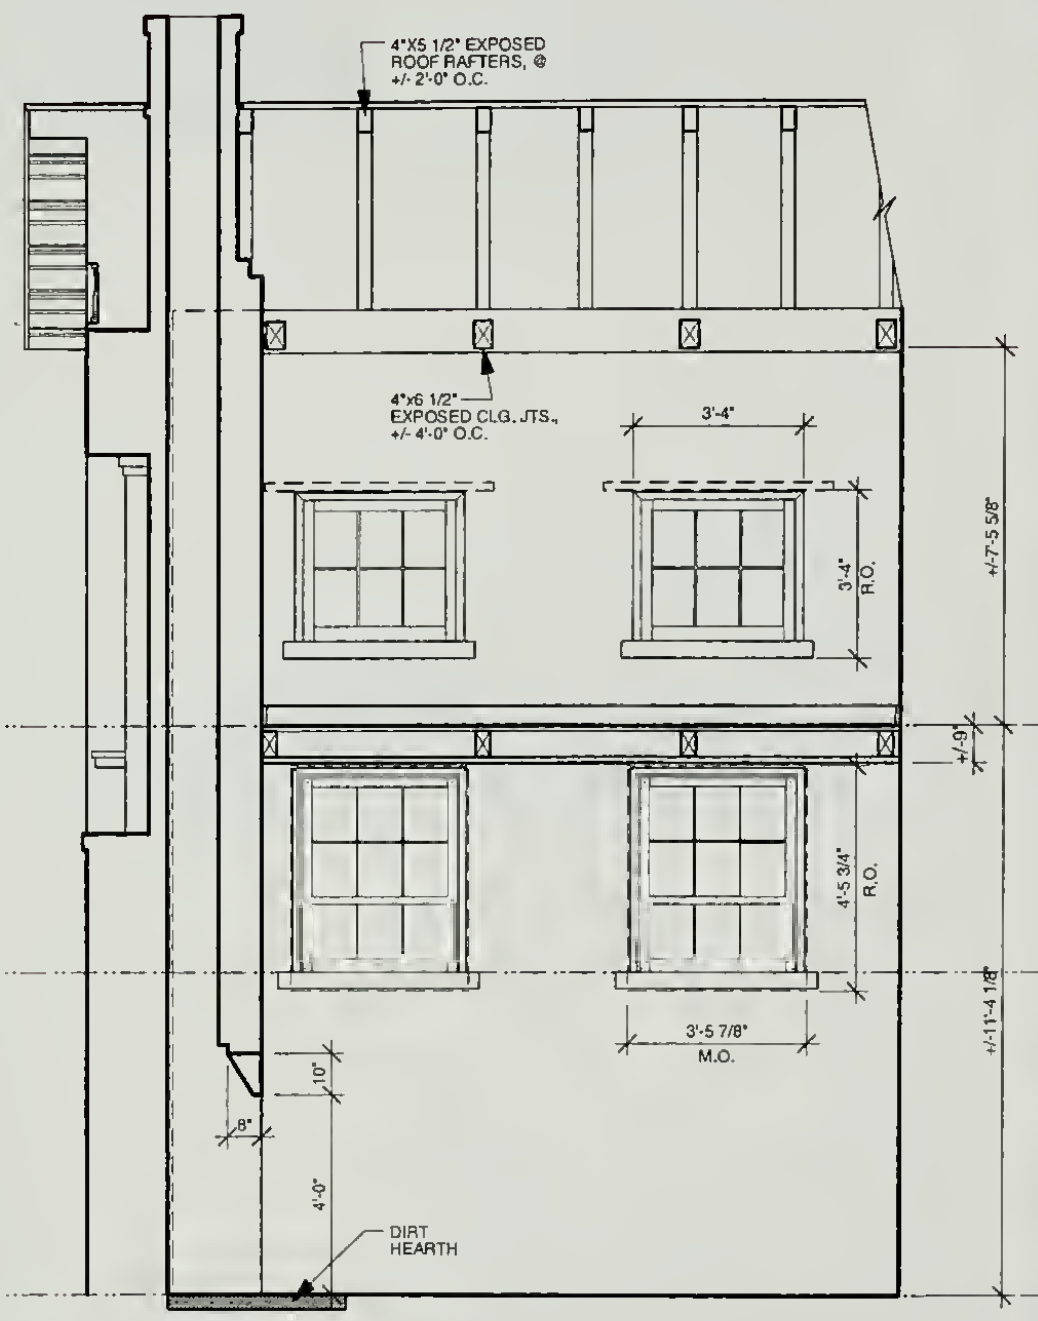 4"X5 1/2" EXPOSED
ROOF RAFTERS, @
+/- 2'-0" O.C.
4"x6 1/2"
EXPOSED CLG. JTS.,
+/- 4'-0" O.C.
3'-4"
3'-4"
R.O.
+/-7'-5 5/8"
+/-9"
4'-5 3/4"
R.O.
+/-11'-4 1/8"
3'-5 7/8"
M.O.
10"
8"
4'-0"
DIRT
HEARTH